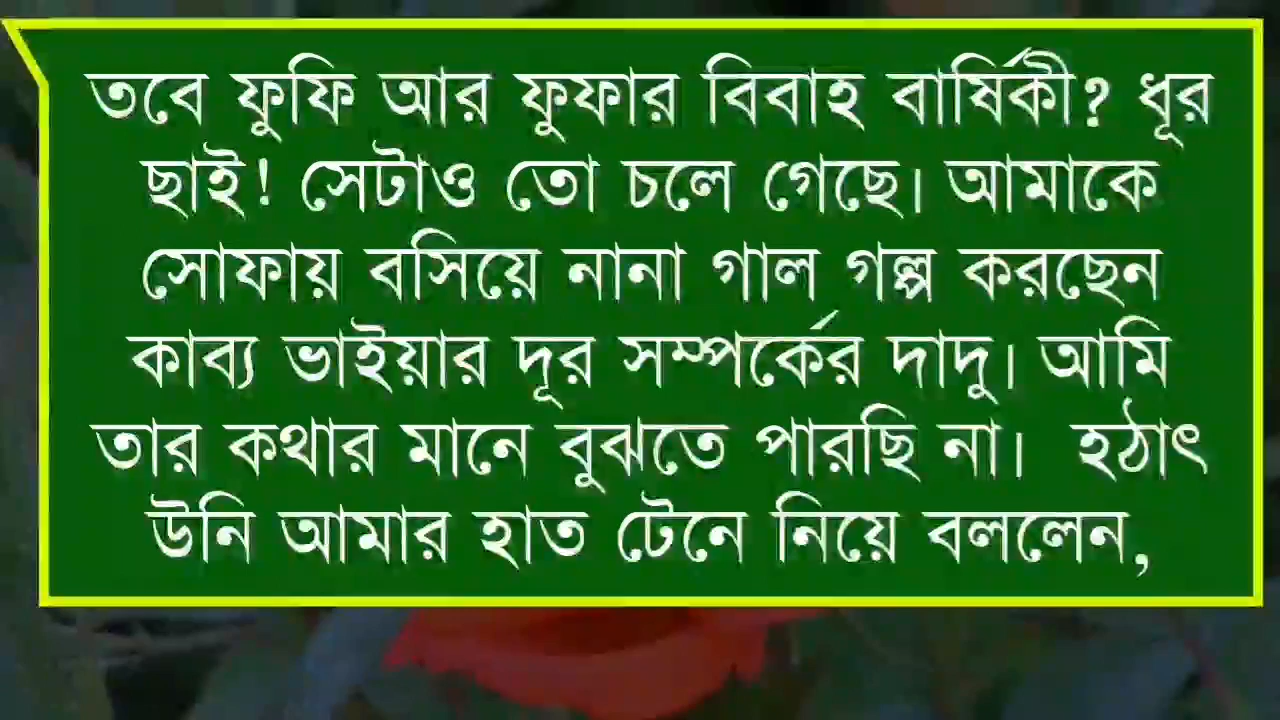 তবে ফুফি আর ফুফার বিবাহ বার্ষিকী? ধূর
ছাই! সেটাও তো চলে গেছে। আমাকে
সোফায় বসিয়ে নানা গাল গল্প করছেন
কাব্য ভাইয়ার দূর সম্পর্কের দাদু। আমি
তার কথার মানে বুঝতে পারছি না। হঠাৎ
উনি আমার হাত টেনে নিয়ে বললেন,